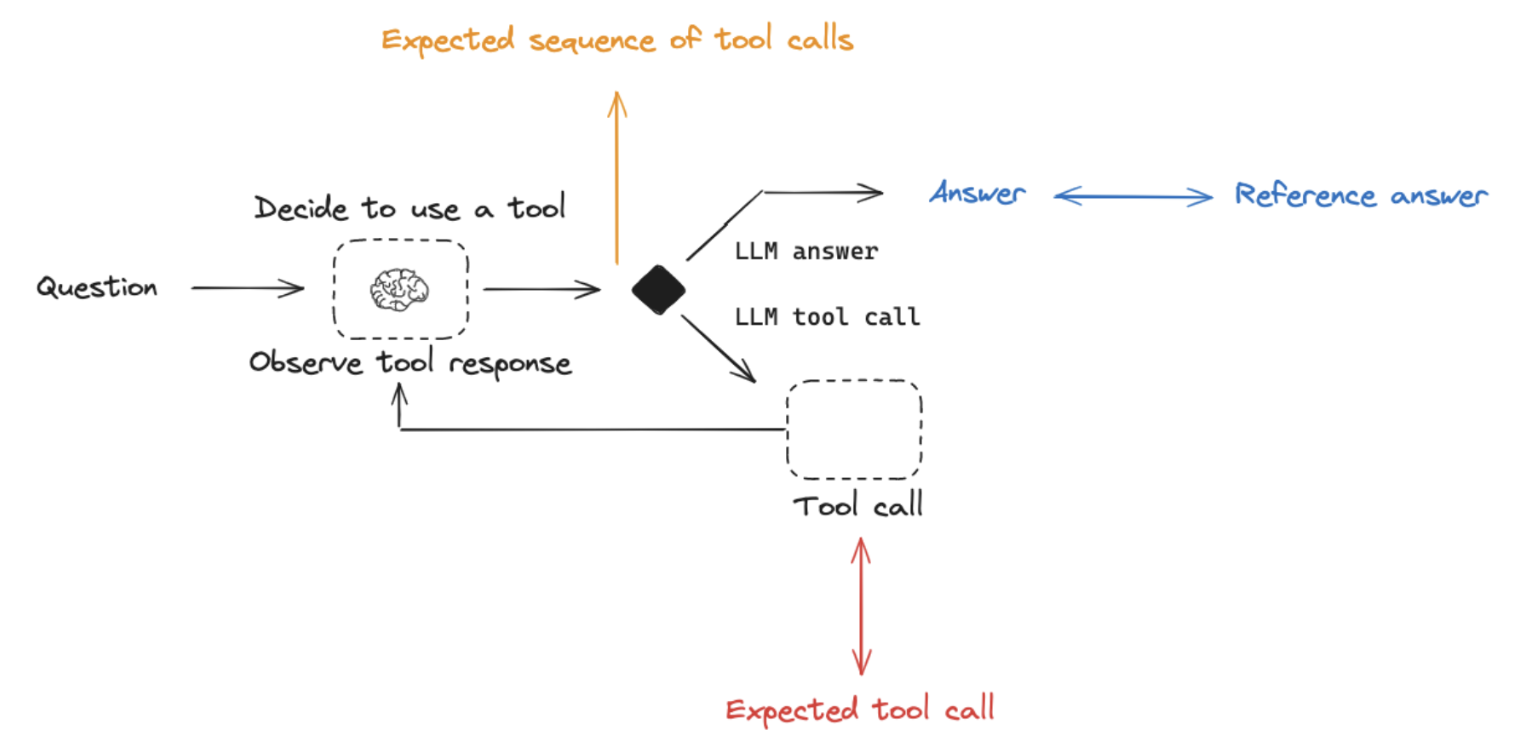 Expected sequence of tool calls
Decide to use a tool
Answer
Reference answer
LLM answer
Question
LLM tool call
Observe tool response
Tool call
Expected tool call